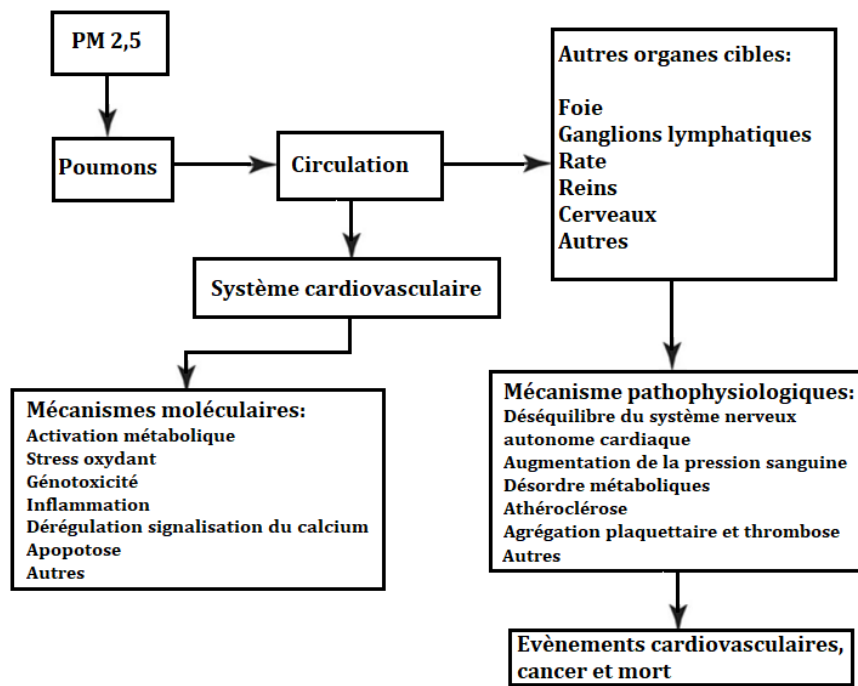 PM 2,5
Poumons
Circulation
Autres organes cibles:
Foie
Ganglions lymphatiques
Rate
Reins
Cerveaux
Autres
Système cardiovasculaire
Mécanismes moléculaires:
Activation métabolique
Stress oxydant
Génotoxicité
Inflammation
Dérégulation signalisation du calcium
Apopotose
Autres
Mécanisme pathophysiologiques:
Déséquilibre du système nerveux
autonome cardiaque
Augmentation de la pression sanguine
Désordre métaboliques
Athéroclérose
Agrégation plaquettaire et thrombose
Autres
Evènements cardiovasculaires,
cancer et mort